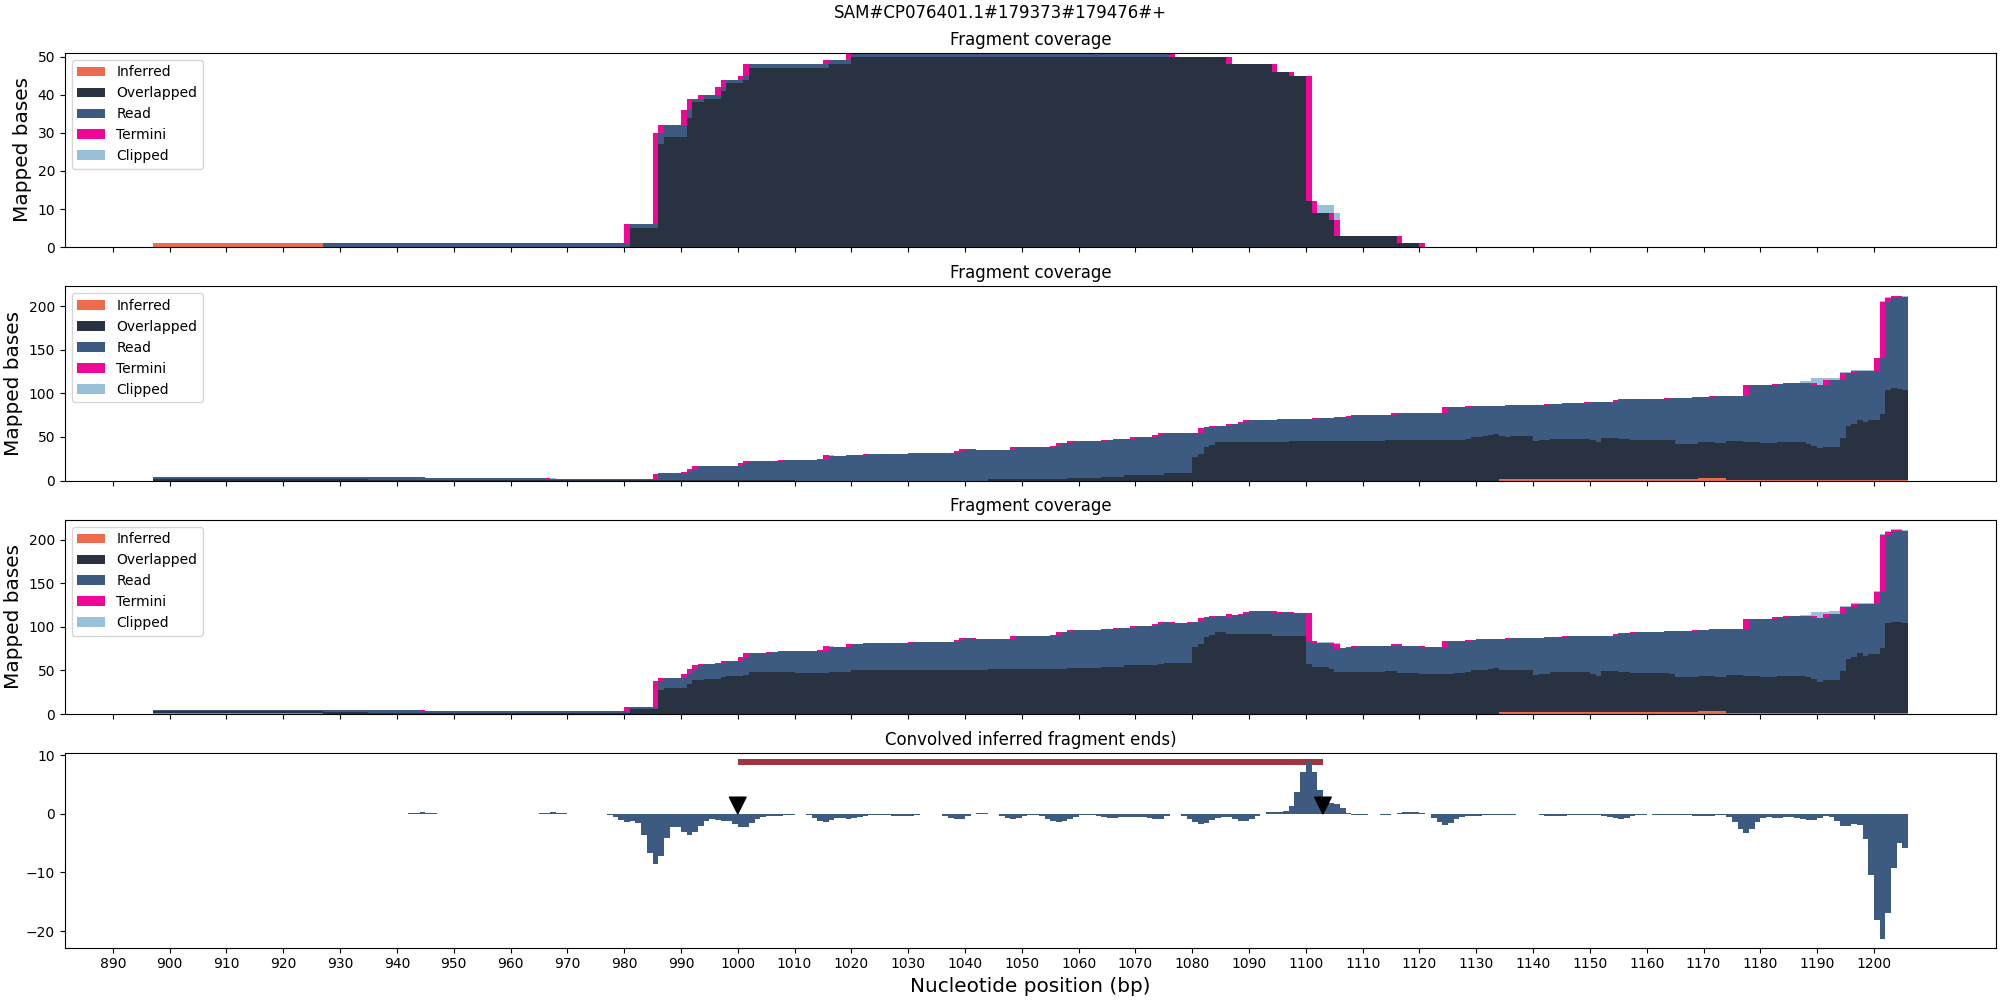 SAM#CP076401.1#179373#179476#+
Fragment coverage
Mapped bases
50
40
30
20
10
0
Inferred
Overlapped
Read
Termini
Clipped
Fragment coverage
Mapped bases
200
150
100
50
0
Inferred
Overlapped
Read
Termini
Clipped
Fragment coverage
Mapped bases
200
150
100
50
0
Inferred
Overlapped
Read
Termini
Clipped
Convolved inferred fragment ends)
10
0
−10
−20
890 900 910 920 930 940 950 960 970 980 990 1000 1010 1020 1030 1040 1050 1060 1070 1080 1090 1100 1110 1120 1130 1140 1150 1160 1170 1180 1190 1200
Nucleotide position (bp)